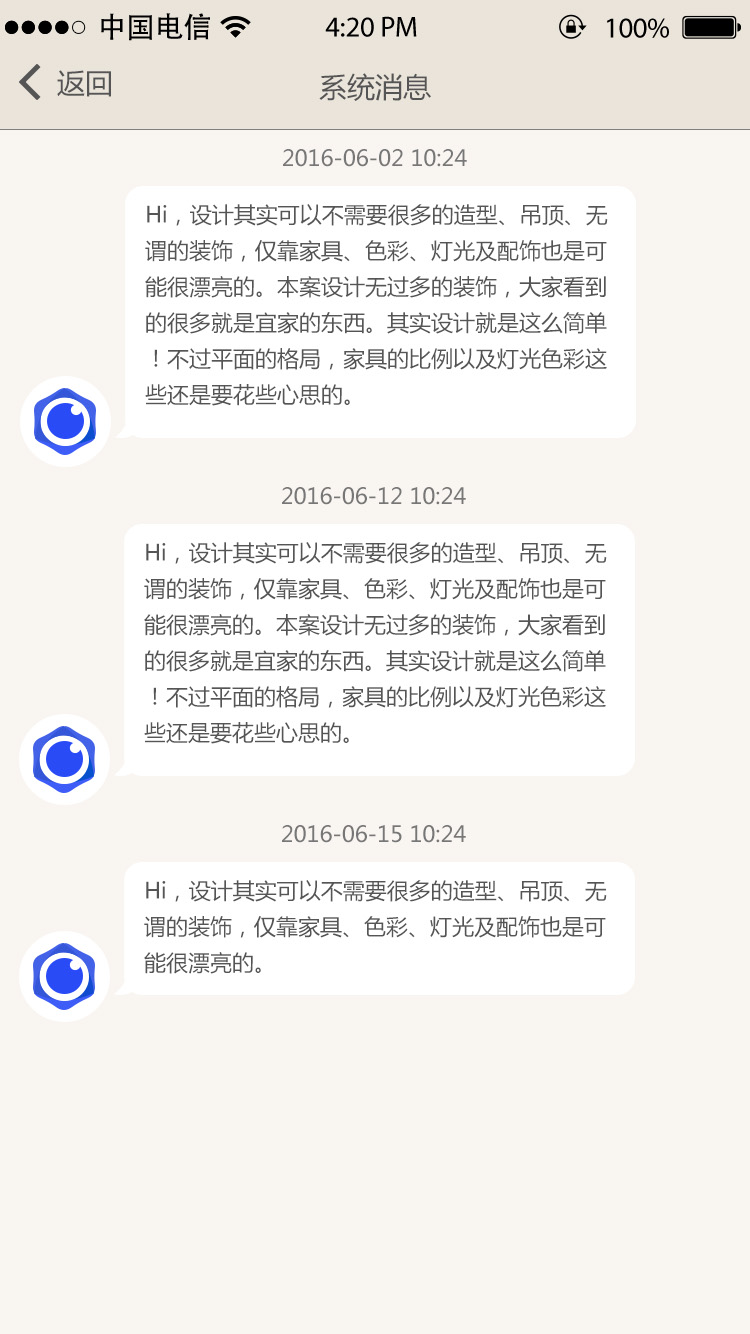 中国电信 4:20 PM 100%
返回 系统消息
2016-06-02 10:24
Hi，设计其实可以不需要很多的造型、吊顶、无
谓的装饰，仅靠家具、色彩、灯光及配饰也是可
能很漂亮的。本案设计无过多的装饰，大家看到
的很多就是宜家的东西。其实设计就是这么简单
！不过平面的格局，家具的比例以及灯光色彩这
些还是要花些心思的。
2016-06-12 10:24
Hi，设计其实可以不需要很多的造型、吊顶、无
谓的装饰，仅靠家具、色彩、灯光及配饰也是可
能很漂亮的。本案设计无过多的装饰，大家看到
的很多就是宜家的东西。其实设计就是这么简单
！不过平面的格局，家具的比例以及灯光色彩这
些还是要花些心思的。
2016-06-15 10:24
Hi，设计其实可以不需要很多的造型、吊顶、无
谓的装饰，仅靠家具、色彩、灯光及配饰也是可
能很漂亮的。